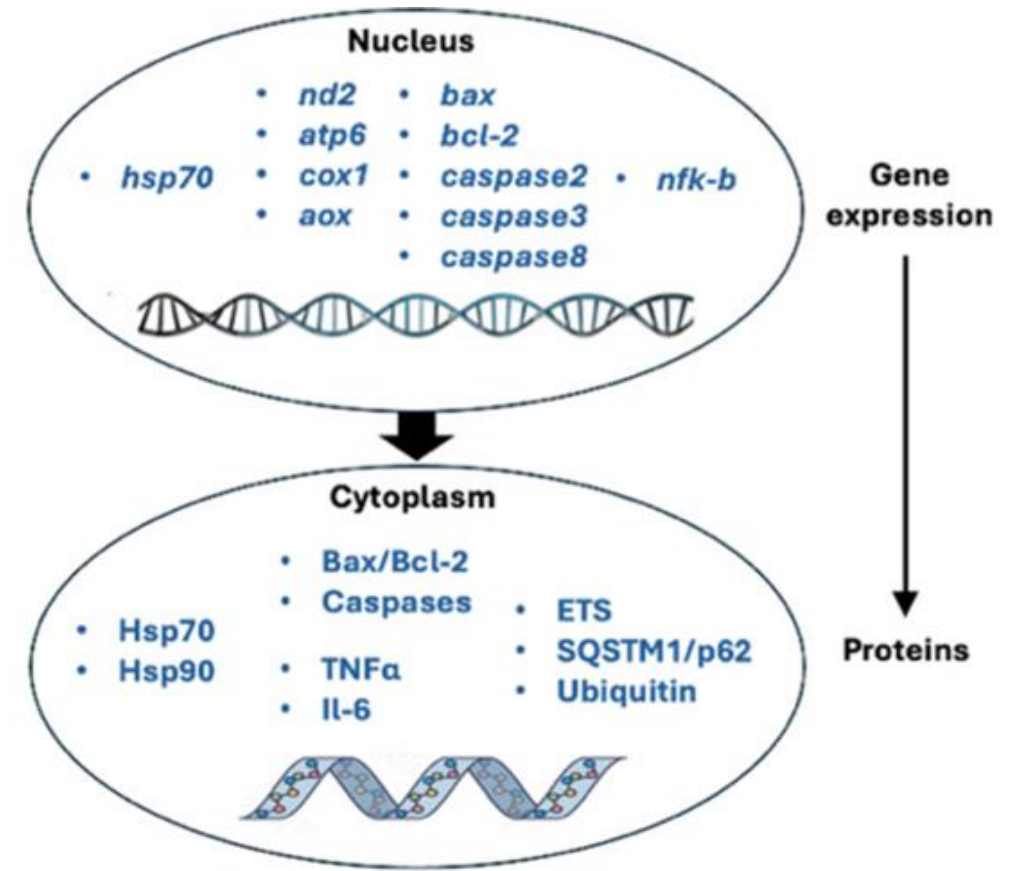 Nucleus
• nd2
• atp6
• cox1
• aox
• bax
• bcl-2
• caspase2
• caspase3
• caspase8
• hsp70
• nfk-b
Gene
expression
Cytoplasm
• Bax/Bcl-2
• Caspases
• TNFα
• Il-6
• Hsp70
• Hsp90
• ETS
• SQSTM1/p62
• Ubiquitin
Proteins